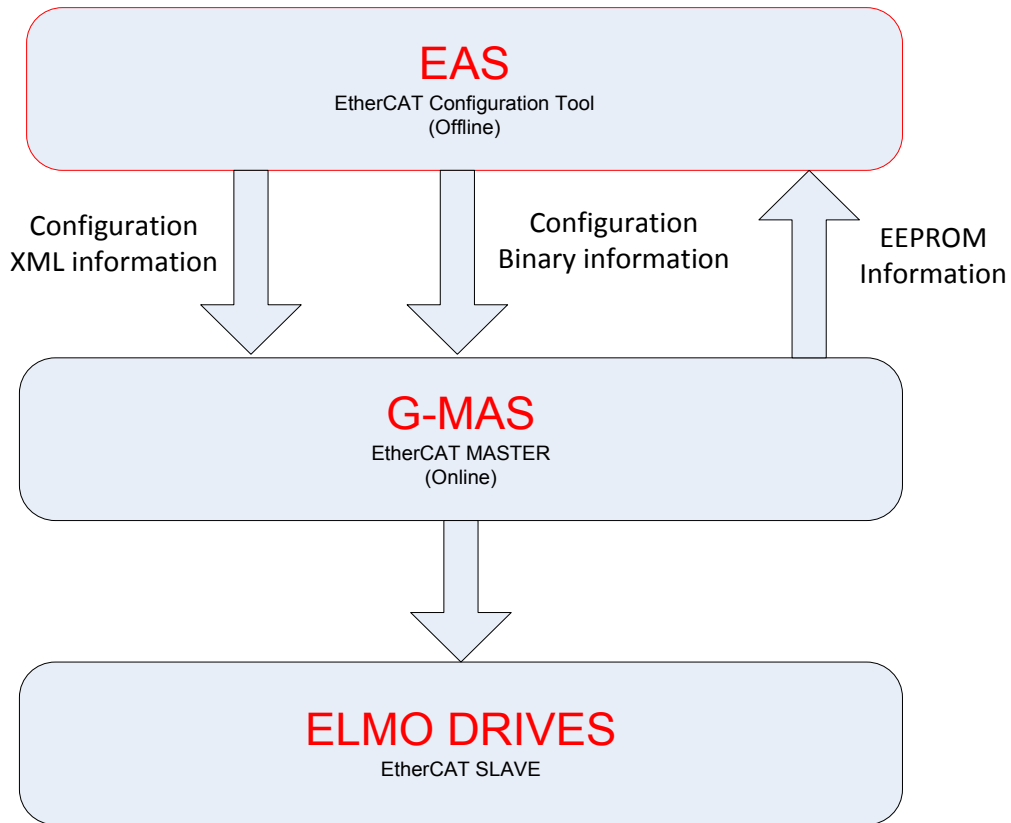 EAS
EtherCAT Configuration Tool
(Offline)
Configuration
XML information
Configuration
Binary information
EEPROM
Information
G-MAS
EtherCAT MASTER
(Online)
ELMO DRIVES
EtherCAT SLAVE